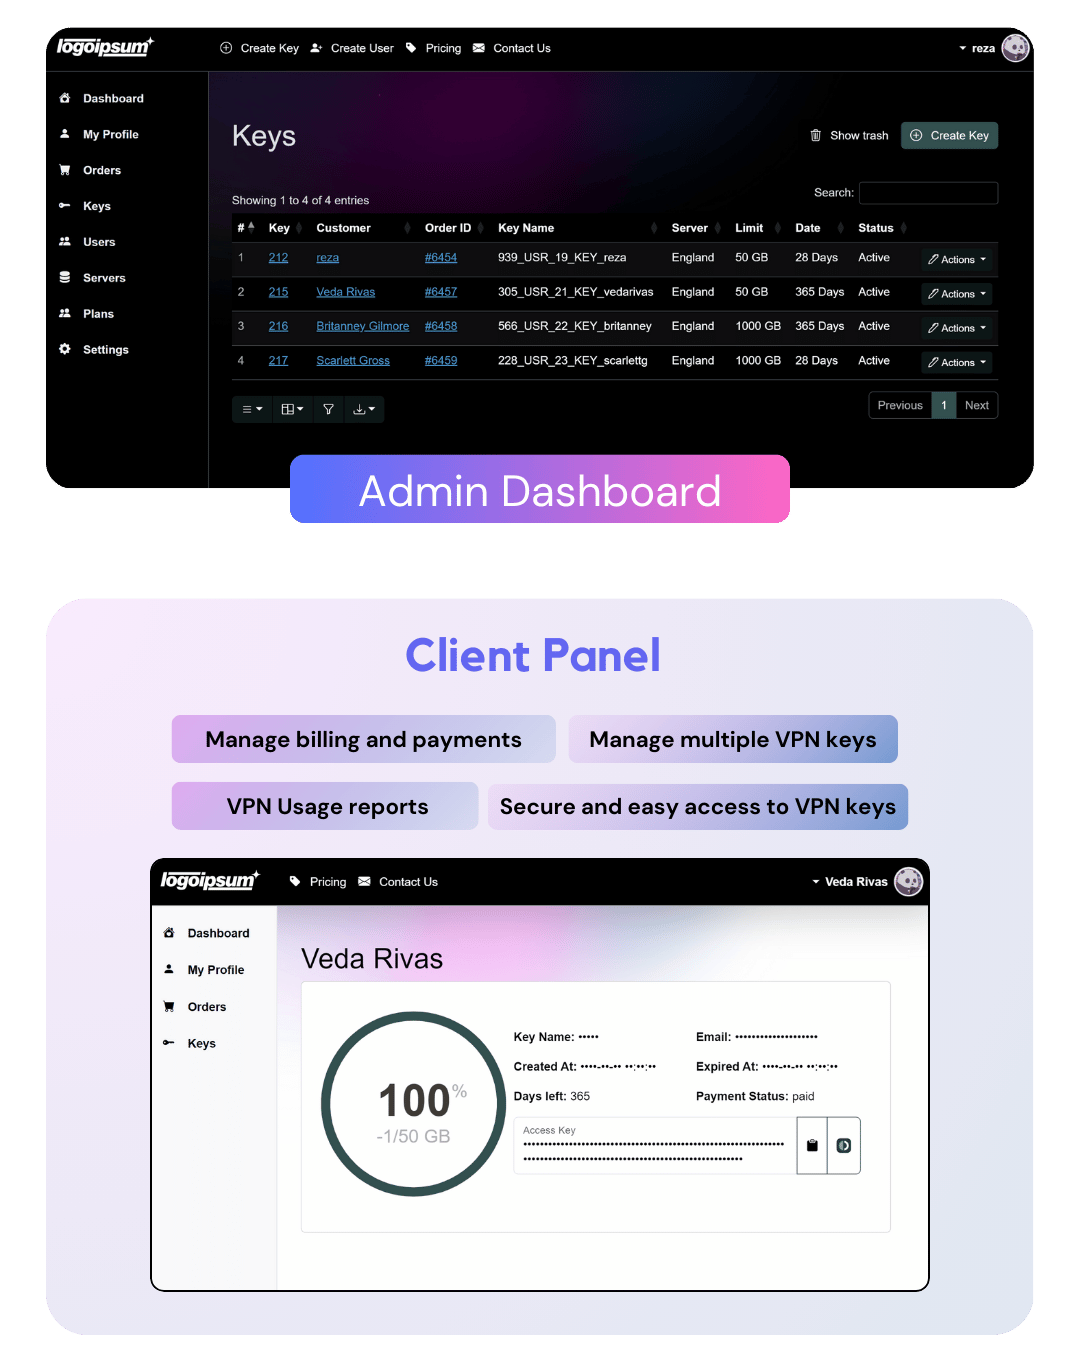 logoipsum
Create Key Create User Pricing Contact Us reza
Dashboard
My Profile
Orders
Keys
Users
Servers
Plans
Settings
Keys
Show trash Create Key
Search:
Showing 1 to 4 of 4 entries
# Key Customer Order ID Key Name Server Limit Date Status
1 212 reza #6454 939_USR_19_KEY_reza England 50 GB 28 Days Active Actions
2 215 Veda Rivas #6457 305_USR_21_KEY_vedarivas England 50 GB 365 Days Active Actions
3 216 Britanney Gilmore #6458 566_USR_22_KEY_britanney England 1000 GB 365 Days Active Actions
4 217 Scarlett Gross #6459 228_USR_23_KEY_scarlettg England 1000 GB 28 Days Active Actions
Previous 1 Next
Admin Dashboard
Client Panel
Manage billing and payments
Manage multiple VPN keys
VPN Usage reports
Secure and easy access to VPN keys
logoipsum
Pricing Contact Us Veda Rivas
Dashboard
My Profile
Orders
Keys
Veda Rivas
100%
-1/50 GB
Key Name: •••••
Email: ••••••••••••••••••••
Created At: ••••-••-•• ••:••:••
Expired At: ••••-••-•• ••:••:••
Days left: 365
Payment Status: paid
Access Key